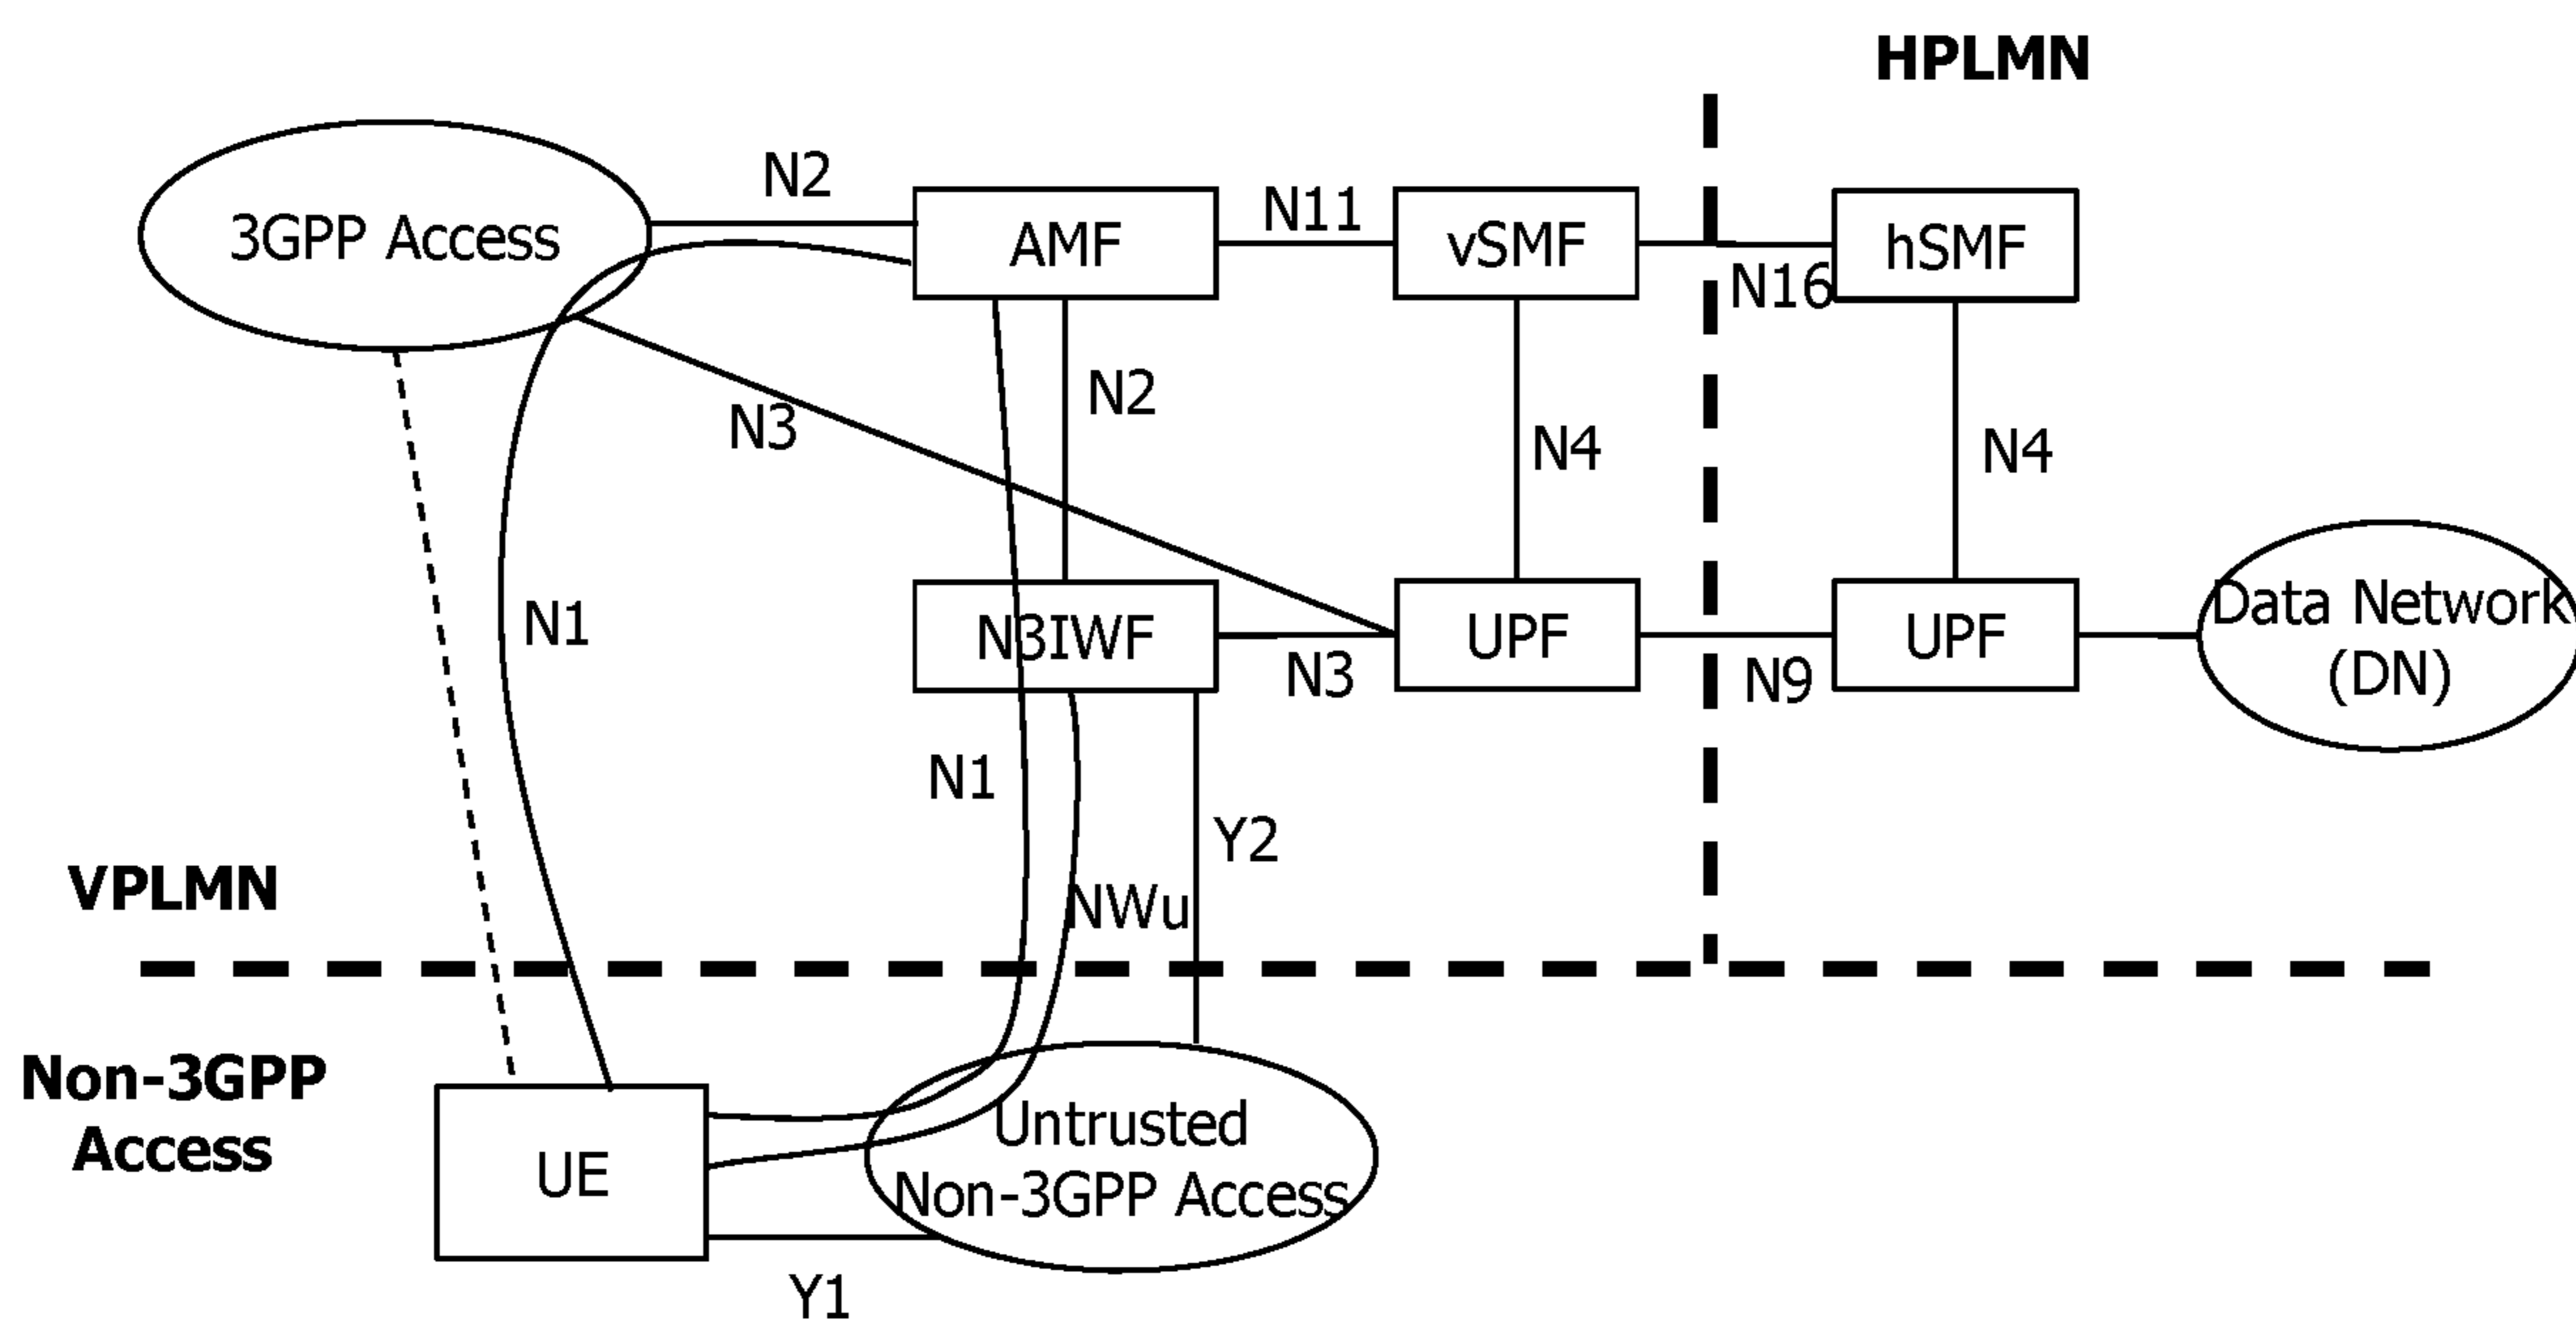 HPLMN
N2
3GPP Access
AMF
N11
vSMF
N16
hSMF
N2
N3
N4
N4
N1
N3IWF
N3
UPF
N9
UPF
Data Network
(DN)
N1
Y2
NWu
VPLMN
Non-3GPP
Access
UE
Untrusted
Non-3GPP Access
Y1